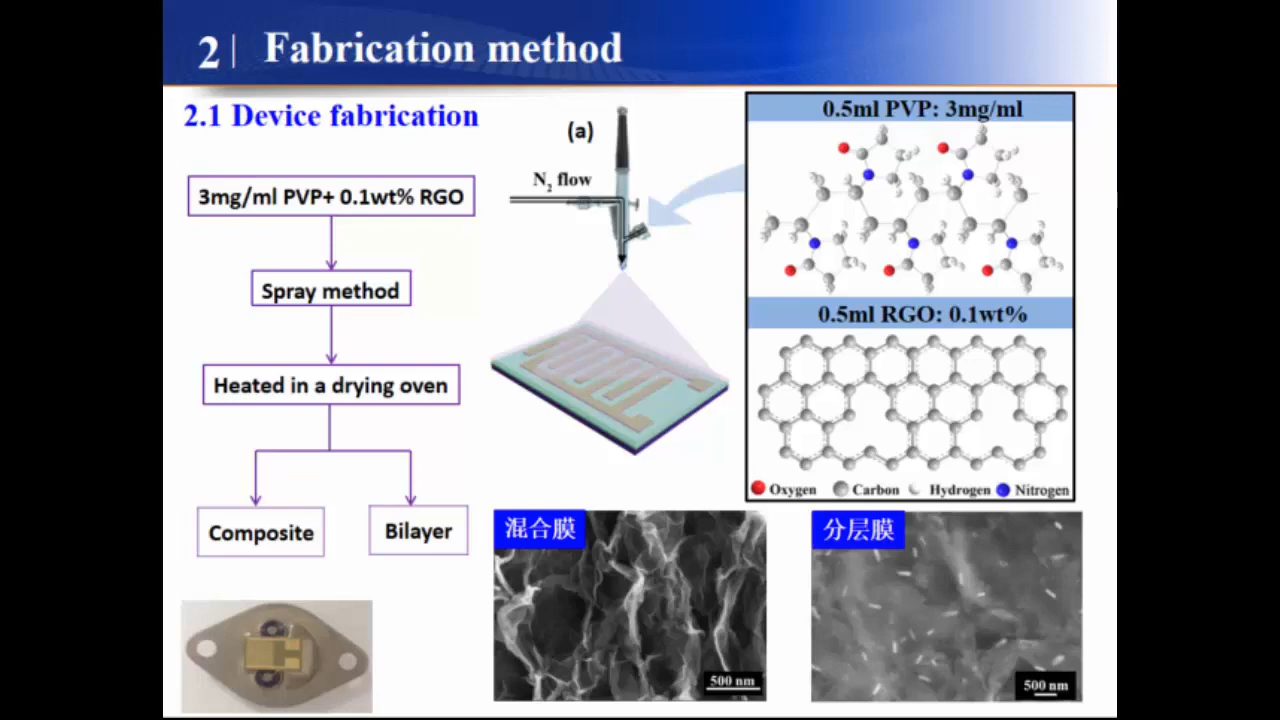 2
Fabrication method
2.1 Device fabrication
3mg/ml PVP+ 0.1wt% RGO
Spray method
Heated in a drying oven
Composite
Bilayer
(a)
N₂ flow
0.5ml PVP: 3mg/ml
0.5ml RGO: 0.1wt%
Oxygen Carbon Hydrogen Nitrogen
混合膜
500 nm
分层膜
500 nm